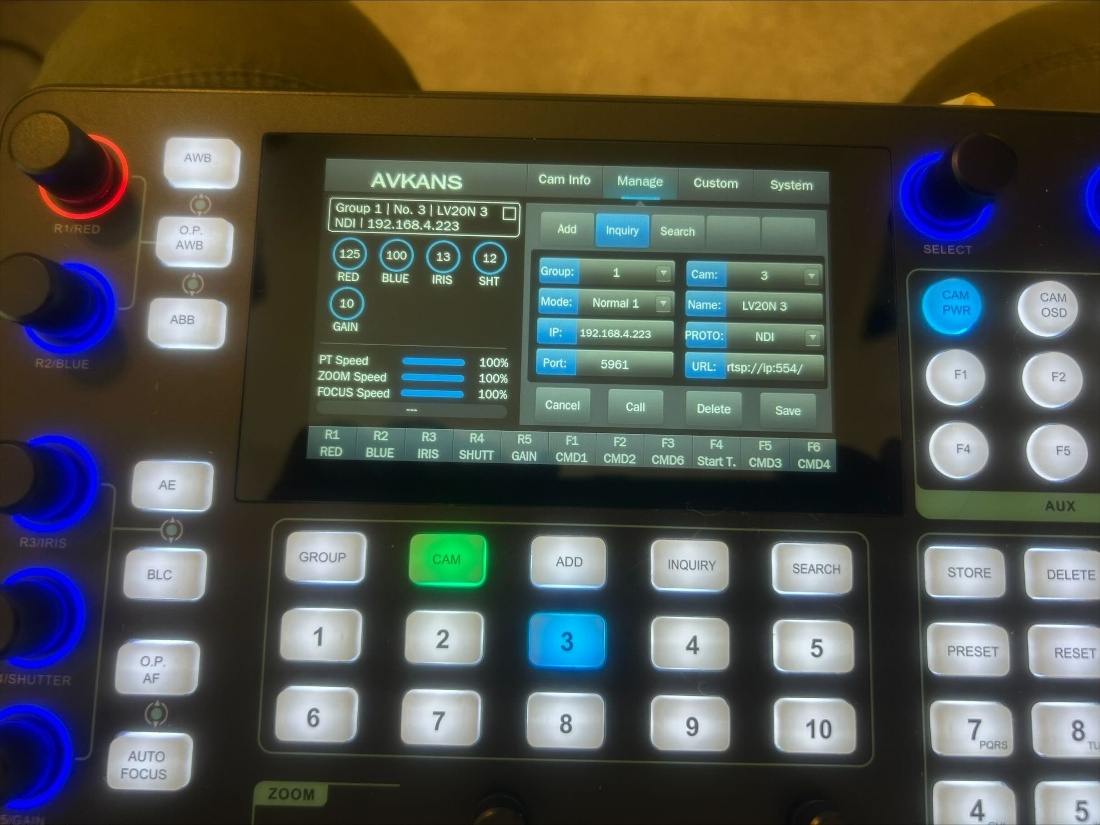 AWB
R1/RED
O.P.
AWB
ABB
R2/BLUE
AE
R3/IRIS
BLC
/SHUTTER
O.P.
AF
AUTO
FOCUS
AVKANS
Cam Info Manage Custom System
Group 1 | No. 3 | LV20N 3
NDI | 192.168.4.223
125 100 13 12
RED BLUE IRIS SHT
10
GAIN
PT Speed 100%
ZOOM Speed 100%
FOCUS Speed 100%
---
Add Inquiry Search
Group: 1 Cam: 3
Mode: Normal 1 Name: LV20N 3
IP: 192.168.4.223 PROTO: NDI
Port: 5961 URL: rtsp://ip:554/
Cancel Call Delete Save
R1 R2 R3 R4 R5 F1 F2 F3 F4 F5 F6
RED BLUE IRIS SHUTT GAIN CMD1 CMD2 CMD6 Start T. CMD3 CMD4
GROUP CAM ADD INQUIRY SEARCH
1 2 3 4 5
6 7 8 9 10
ZOOM
SELECT
CAM
PWR
CAM
OSD
F1 F2
F4 F5
AUX
STORE DELETE
PRESET RESET
7 PQRS 8
4 5